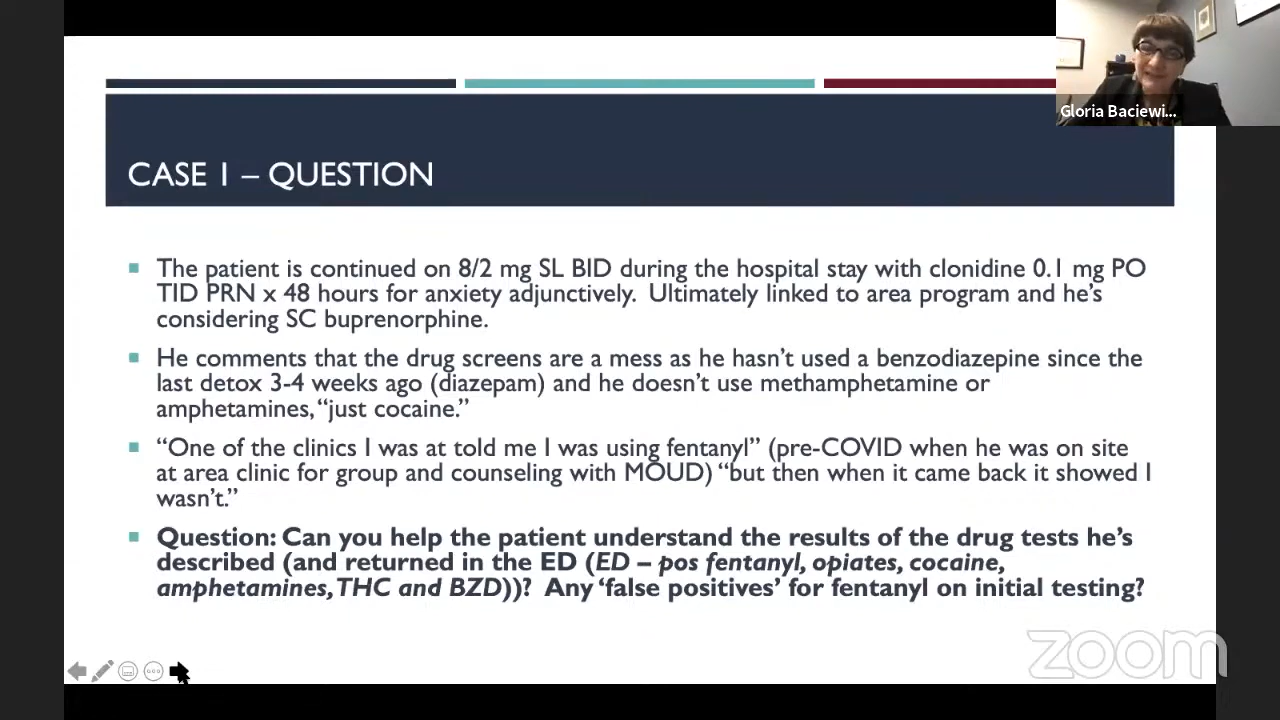 Gloria Baciewi...
CASE 1 – QUESTION
The patient is continued on 8/2 mg SL BID during the hospital stay with clonidine 0.1 mg PO
TID PRN x 48 hours for anxiety adjunctively.  Ultimately linked to area program and he's
considering SC buprenorphine.
He comments that the drug screens are a mess as he hasn't used a benzodiazepine since the
last detox 3-4 weeks ago (diazepam) and he doesn't use methamphetamine or
amphetamines, "just cocaine."
"One of the clinics I was at told me I was using fentanyl" (pre-COVID when he was on site
at area clinic for group and counseling with MOUD) "but then when it came back it showed I
wasn't."
Question: Can you help the patient understand the results of the drug tests he's
described (and returned in the ED (ED – pos fentanyl, opiates, cocaine,
amphetamines, THC and BZD))?  Any 'false positives' for fentanyl on initial testing?
zoom